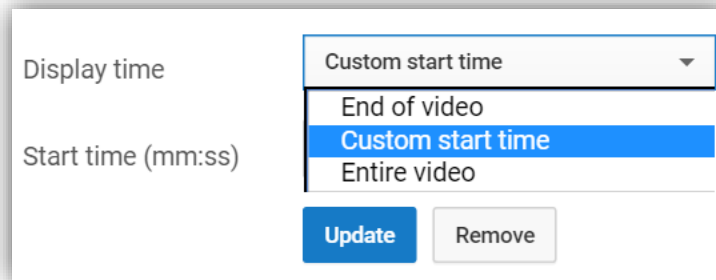 Display time
Custom start time
End of video
Custom start time
Start time (mm:ss)
Entire video
Update
Remove